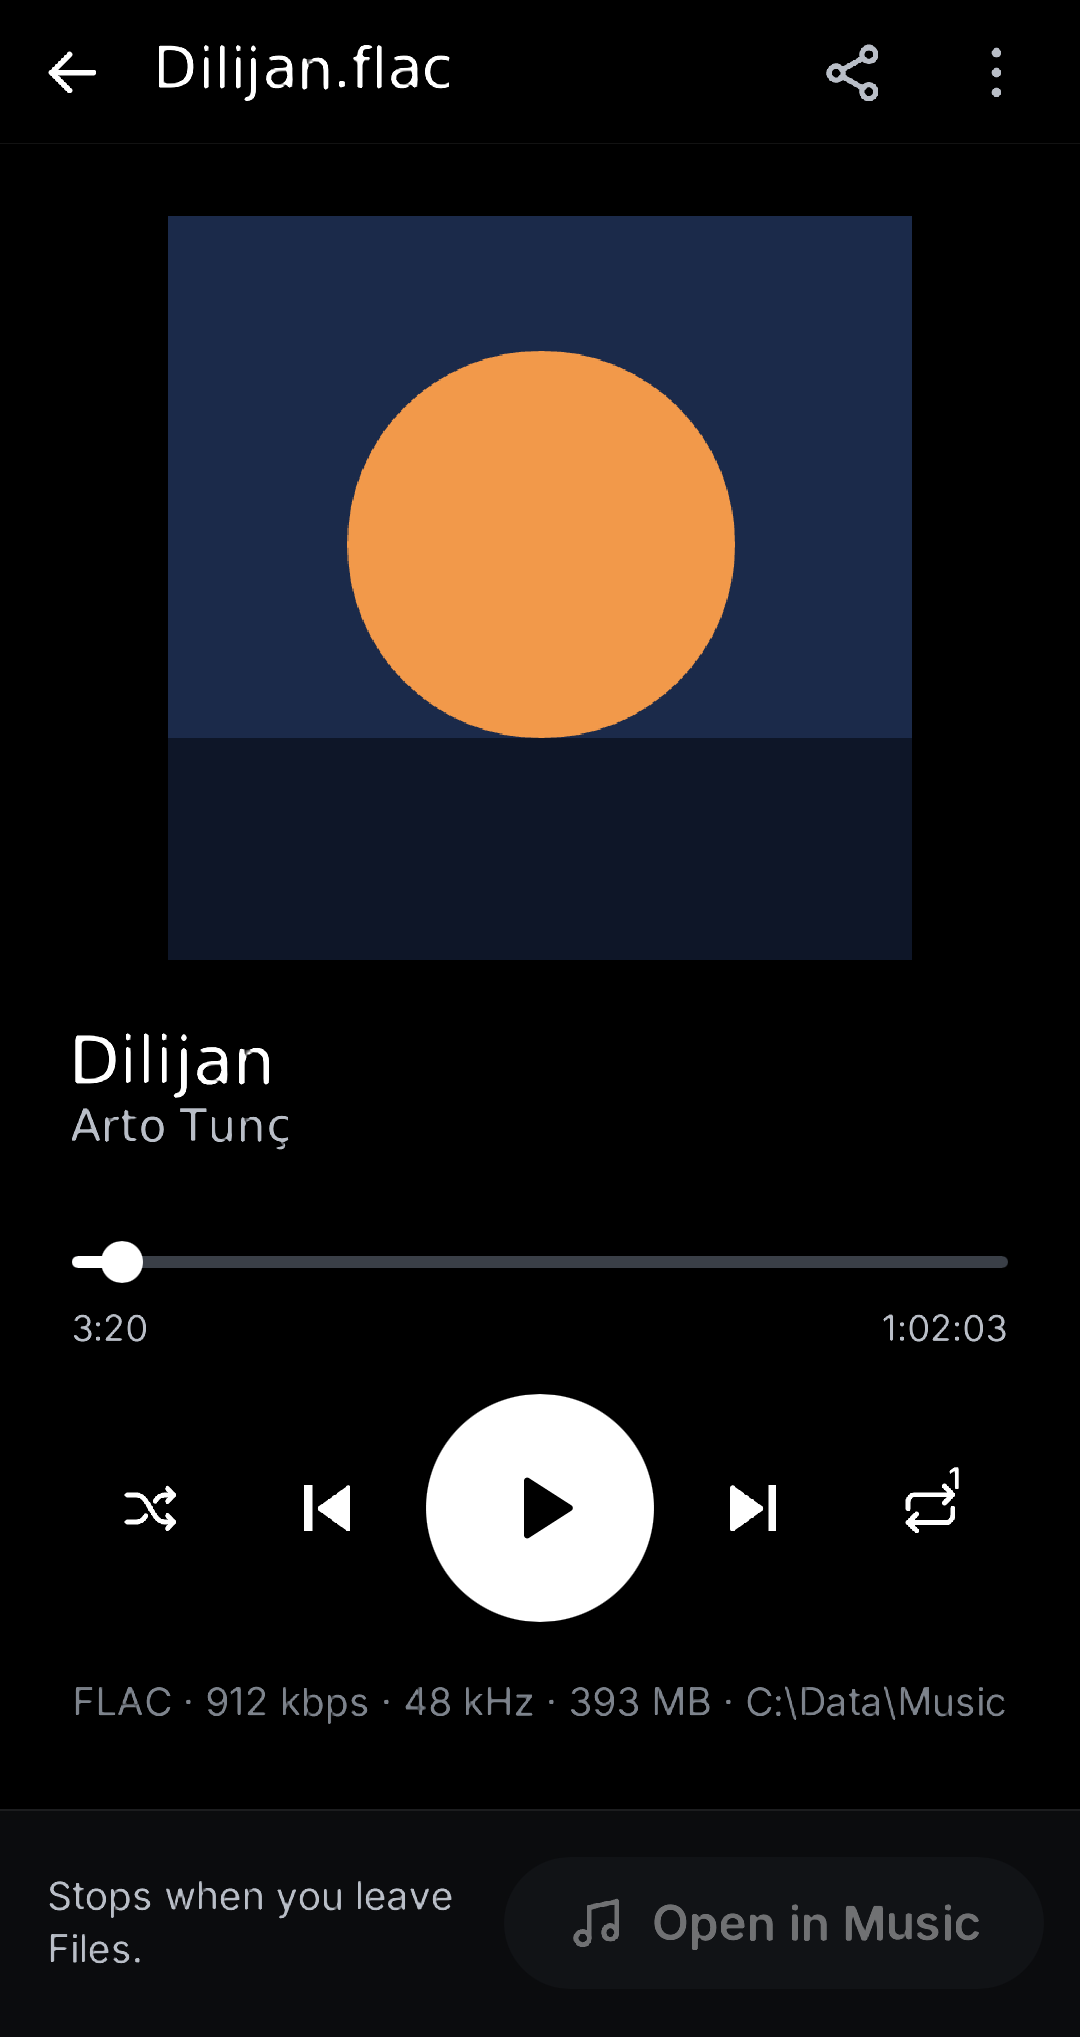 Dilijan.flac
Dilijan
Arto Tunç
3:20
1:02:03
1
FLAC · 912 kbps · 48 kHz · 393 MB · C:\Data\Music
Stops when you leave
Files.
Open in Music